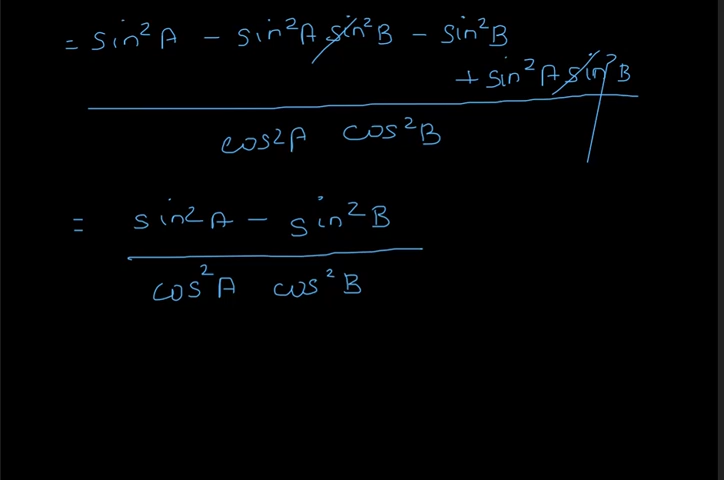 = sin²A − sin²A sin²B − sin²B
+ sin²A sin²B
cos²A cos²B
= sin²A − sin²B
cos²A cos²B